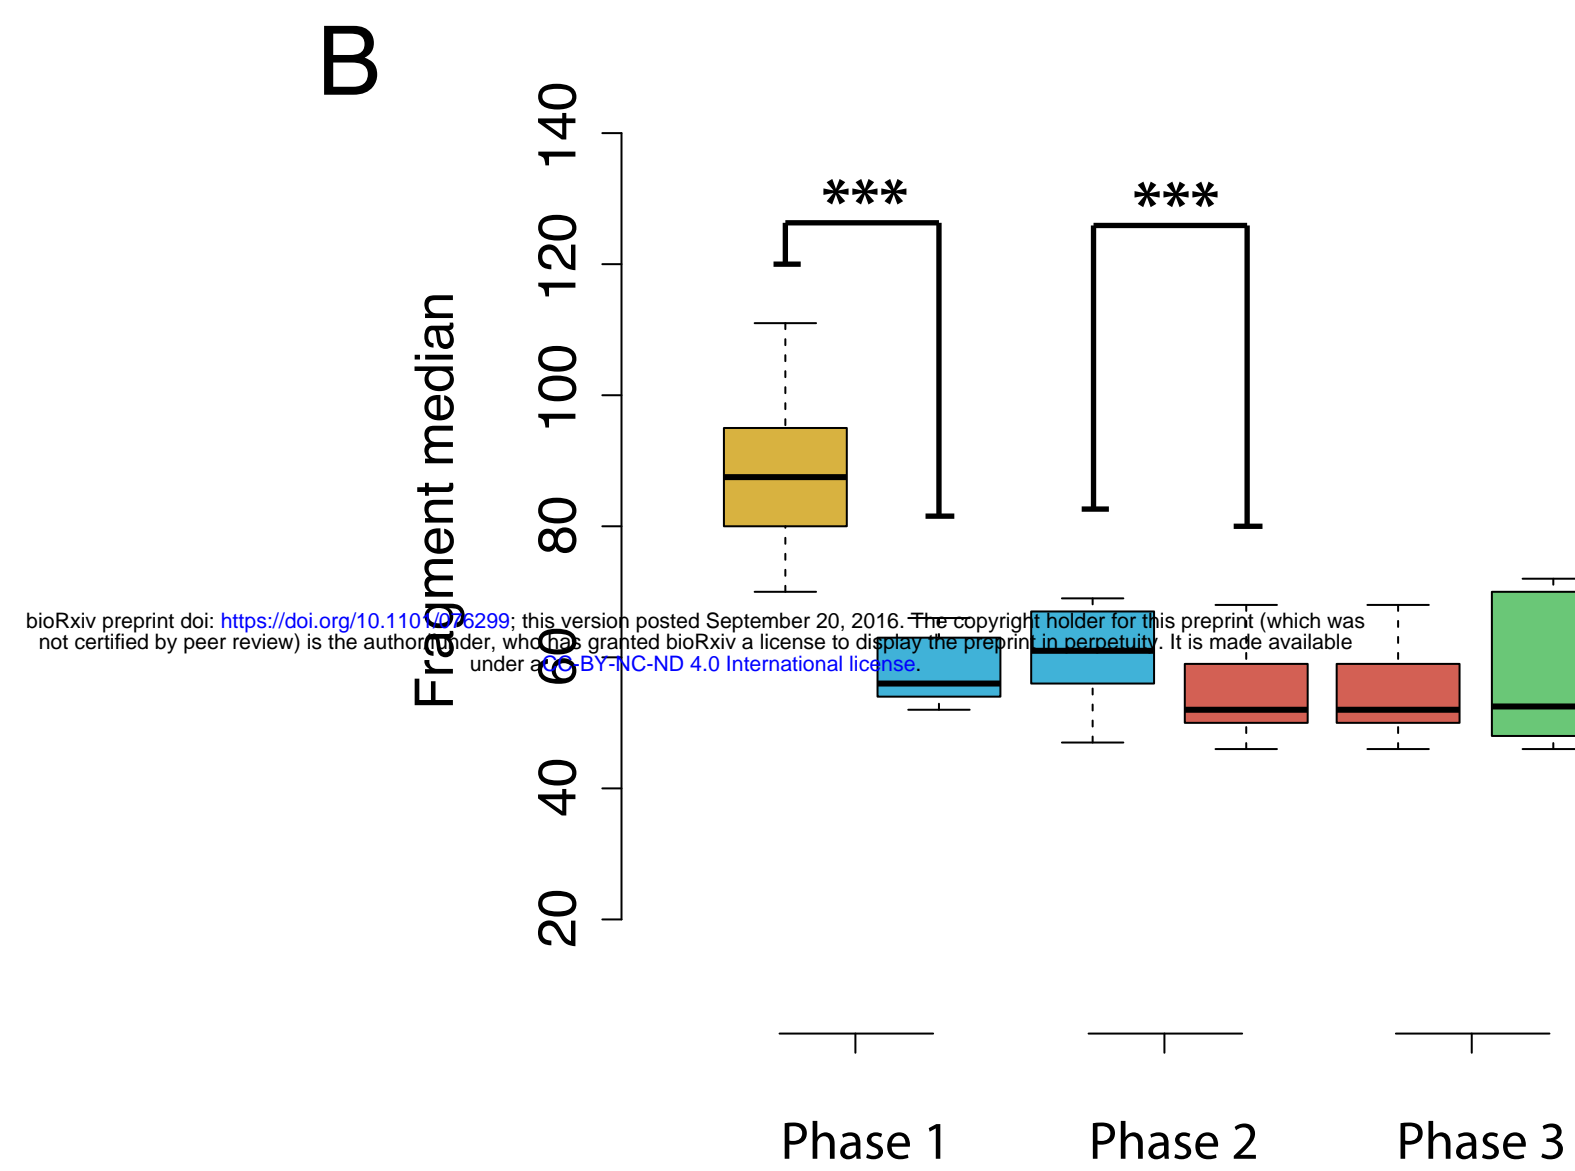 B
140
120
100
80
60
40
20
Fragment median
***
***
bioRxiv preprint doi: https://doi.org/10.1101/076299; this version posted September 20, 2016. The copyright holder for this preprint (which was
not certified by peer review) is the author/funder, who has granted bioRxiv a license to display the preprint in perpetuity. It is made available
under aCC-BY-NC-ND 4.0 International license.
Phase 1
Phase 2
Phase 3